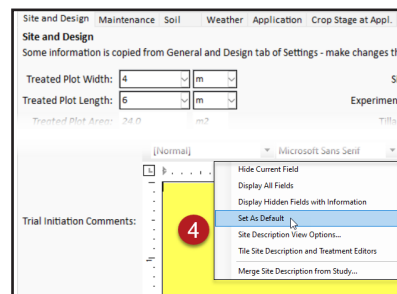 Site and Design Maintenance Soil Weather Application Crop Stage at Appl.
Site and Design
Some information is copied from General and Design tab of Settings - make changes
Treated Plot Width: 4 m
Treated Plot Length: 6 m Experimen
Treated Plot Area: 24.0 m2 Tilla
[Normal] Microsoft Sans Serif
L
Hide Current Field
Display All Fields
Display Hidden Fields with Information
Trial Initiation Comments: 4 Set As Default
Site Description View Options...
Tile Site Description and Treatment Editors
Merge Site Description from Study...